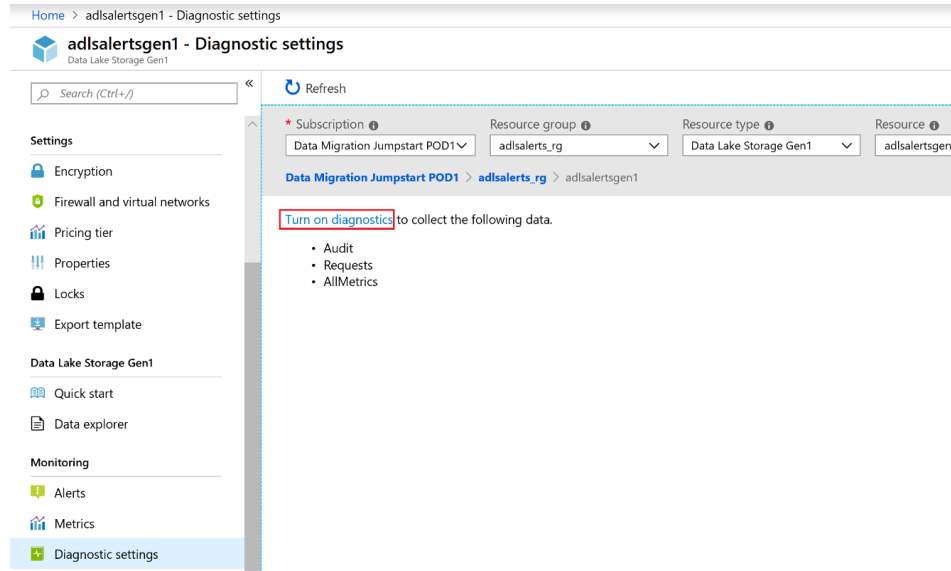 Home > adlsalertsgen1 - Diagnostic settings
adlsalertsgen1 - Diagnostic settings
Data Lake Storage Gen1
Search (Ctrl+/)
«
Settings
Encryption
Firewall and virtual networks
Pricing tier
Properties
Locks
Export template
Data Lake Storage Gen1
Quick start
Data explorer
Monitoring
Alerts
Metrics
Diagnostic settings
Refresh
* Subscription
Resource group
Resource type
Resource
Data Migration Jumpstart POD1
adlsalerts_rg
Data Lake Storage Gen1
adlsalertsgen
Data Migration Jumpstart POD1 > adlsalerts_rg > adlsalertsgen1
Turn on diagnostics to collect the following data.
• Audit
• Requests
• AllMetrics